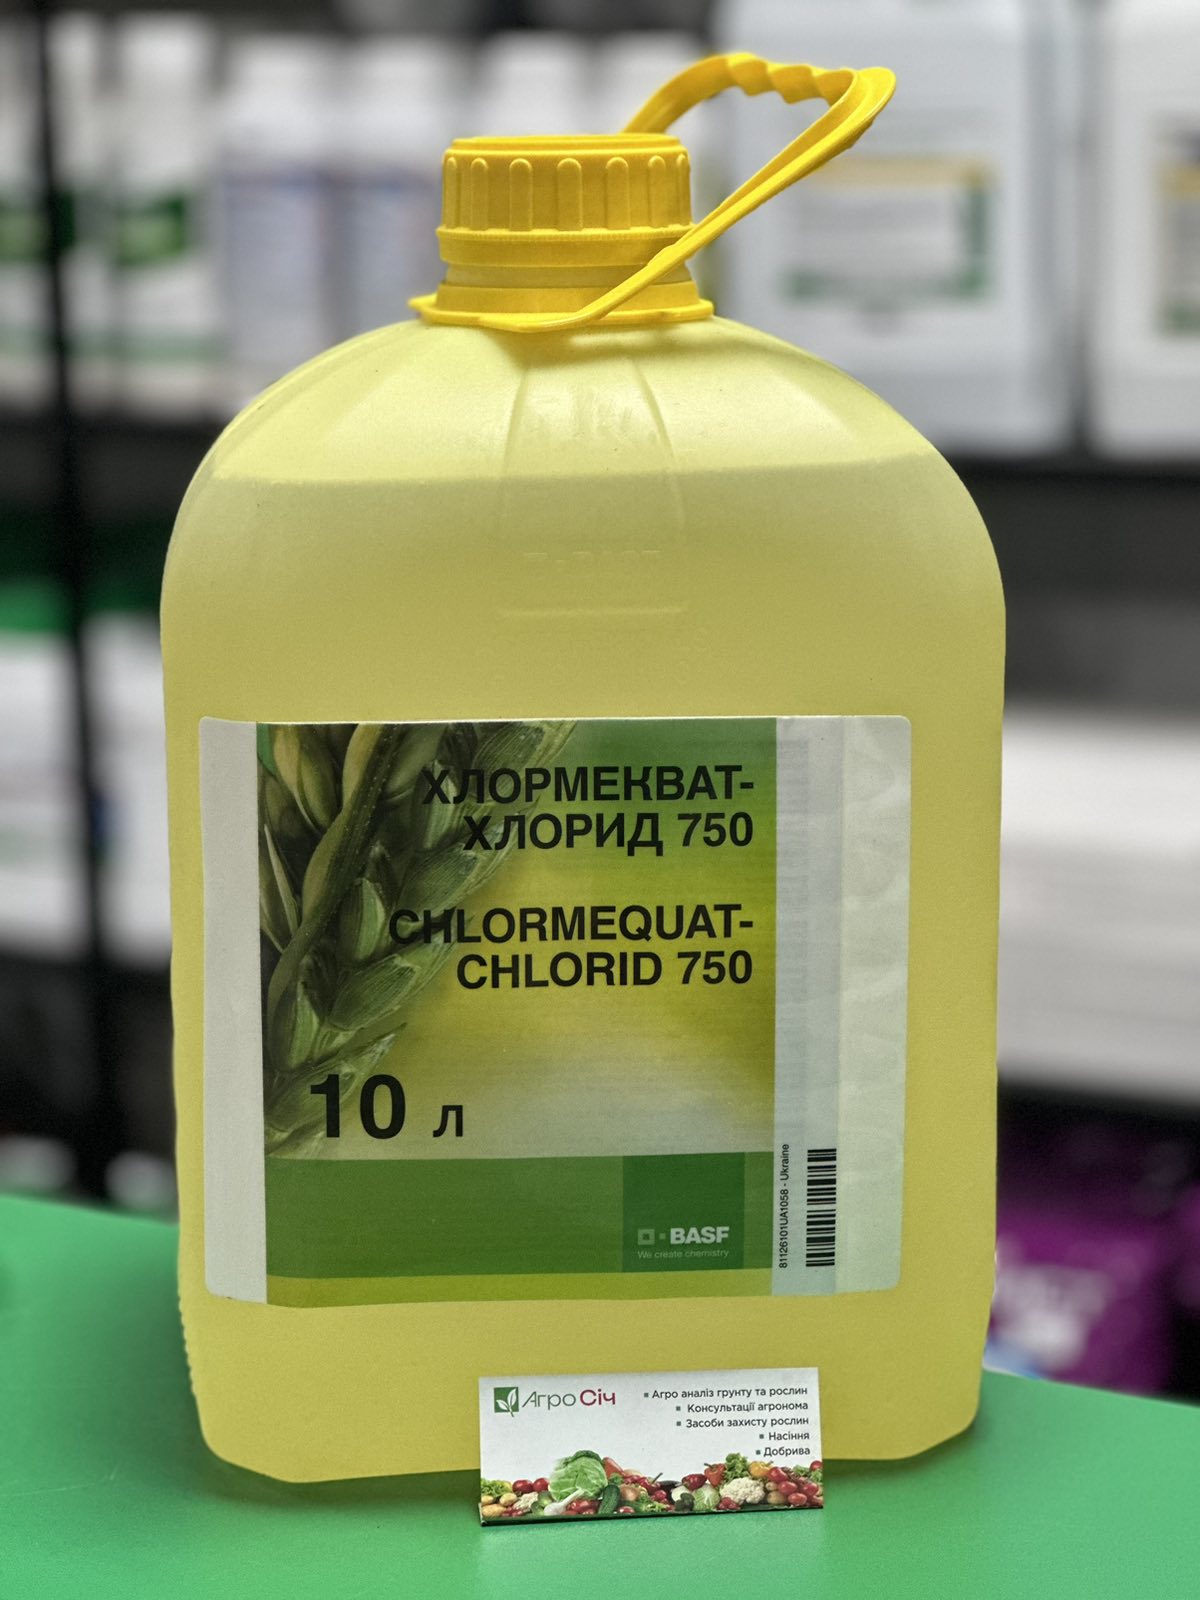 ХЛОРМЕКВАТ-
ХЛОРИД 750
CHLORMEQUAT-
CHLORID 750
10 л
BASF
We create chemistry
81126101UA1058 - Ukraine
Агро Січ
Агро аналіз грунту та рослин
Консультації агронома
Засоби захисту рослин
Насіння
Добрива